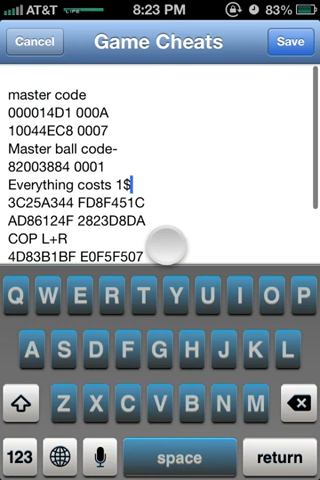 AT&T LIFE 8:23 PM 83%
Cancel Game Cheats Save
master code
000014D1 000A
10044EC8 0007
Master ball code-
82003884 0001
Everything costs 1$
3C25A344 FD8F451C
AD86124F 2823D8DA
COP L+R
4D83B1BF E0F5F507
Q W E R T Y U I O P
A S D F G H J K L
Z X C V B N M
123 space return